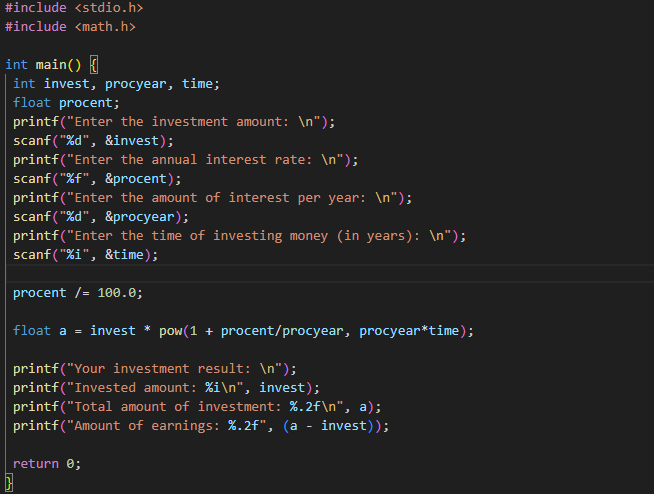 #include <stdio.h>
#include <math.h>

int main() {
 int invest, procyear, time;
 float procent;
 printf("Enter the investment amount: \n");
 scanf("%d", &invest);
 printf("Enter the annual interest rate: \n");
 scanf("%f", &procent);
 printf("Enter the amount of interest per year: \n");
 scanf("%d", &procyear);
 printf("Enter the time of investing money (in years): \n");
 scanf("%i", &time);

 procent /= 100.0;

 float a = invest * pow(1 + procent/procyear, procyear*time);

 printf("Your investment result: \n");
 printf("Invested amount: %i\n", invest);
 printf("Total amount of investment: %.2f\n", a);
 printf("Amount of earnings: %.2f", (a - invest));

 return 0;
}